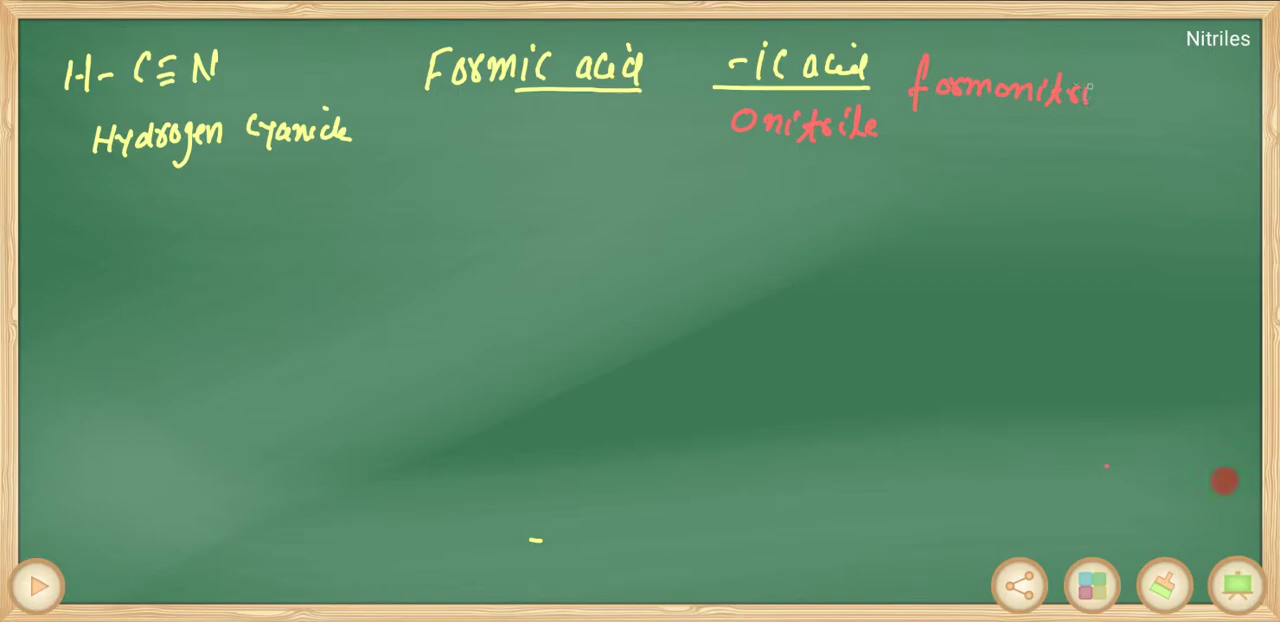 Nitriles
H-C≡N Formic acid -ic acid formonitri
Hydrogen Cyanide Onitrile